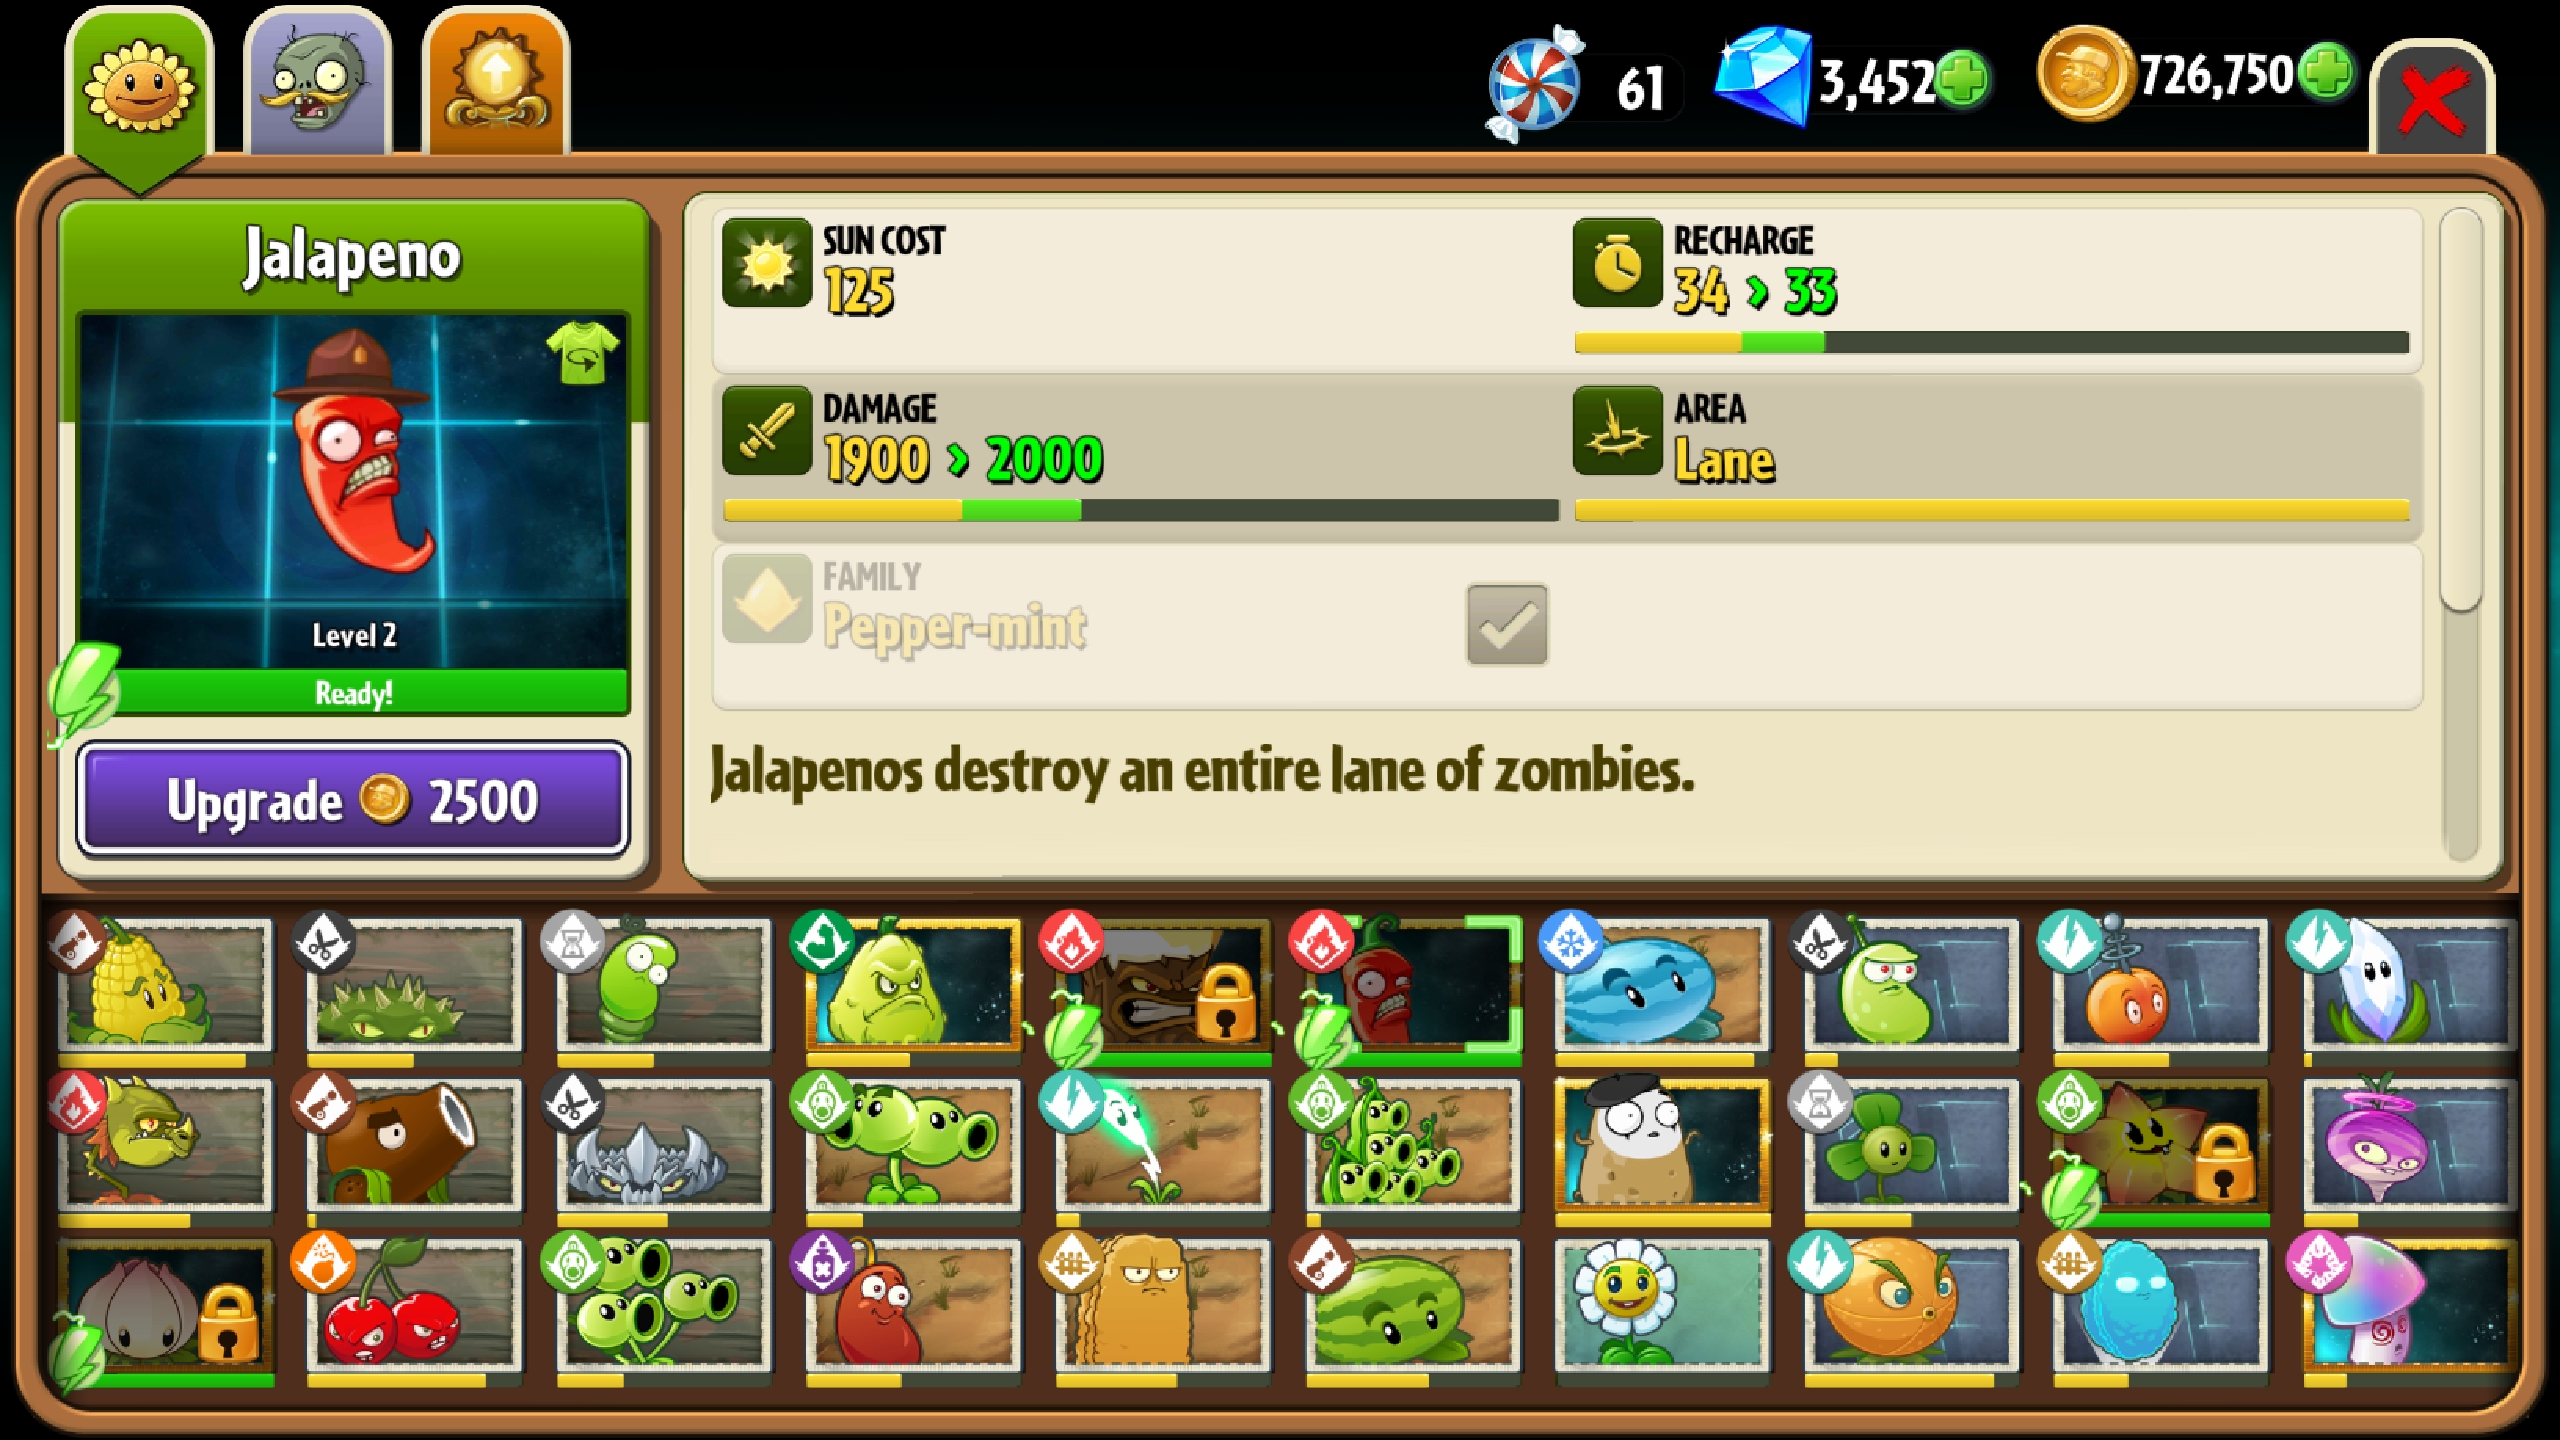 61
3,452
726,750
Jalapeno
Level 2
Ready!
Upgrade 2500
SUN COST
125
RECHARGE
34 > 33
DAMAGE
1900 > 2000
AREA
Lane
FAMILY
Pepper-mint
Jalapenos destroy an entire lane of zombies.